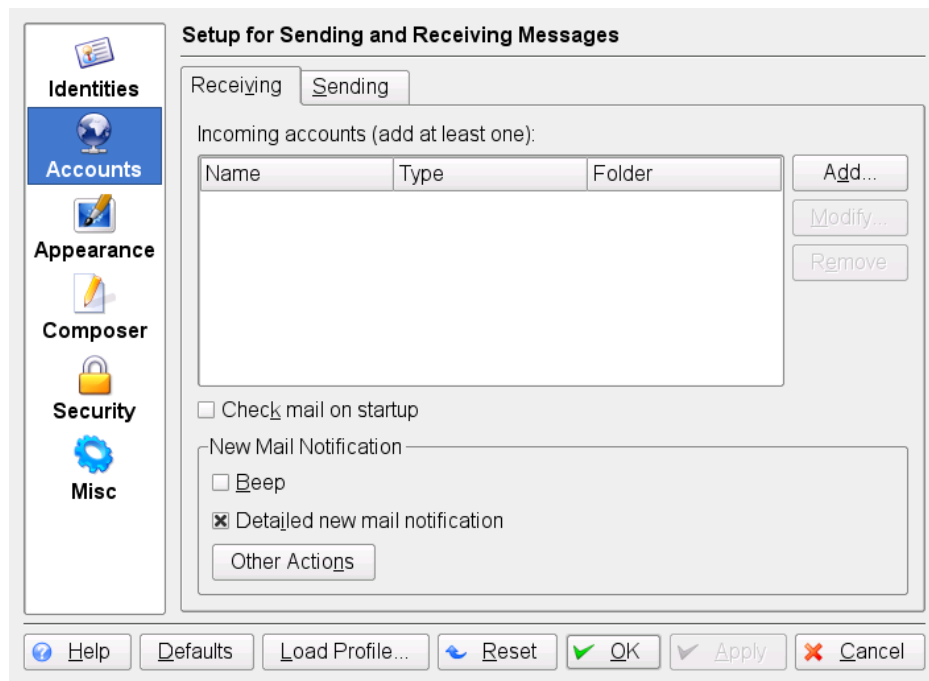 Setup for Sending and Receiving Messages
Identities
Accounts
Appearance
Composer
Security
Misc
Receiving Sending
Incoming accounts (add at least one):
Name Type Folder
Add...
Modify...
Remove
Check mail on startup
New Mail Notification
Beep
Detailed new mail notification
Other Actions
Help Defaults Load Profile... Reset OK Apply Cancel